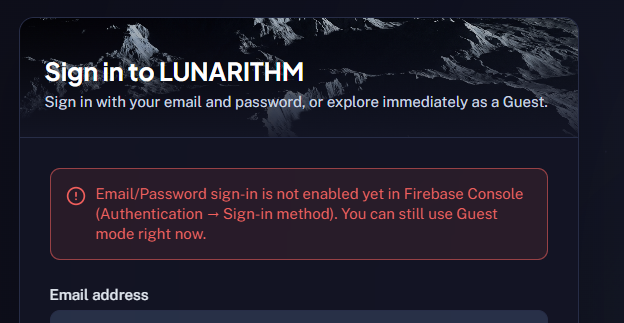 Sign in to LUNARITHM
Sign in with your email and password, or explore immediately as a Guest.
Email/Password sign-in is not enabled yet in Firebase Console
(Authentication → Sign-in method). You can still use Guest
mode right now.
Email address